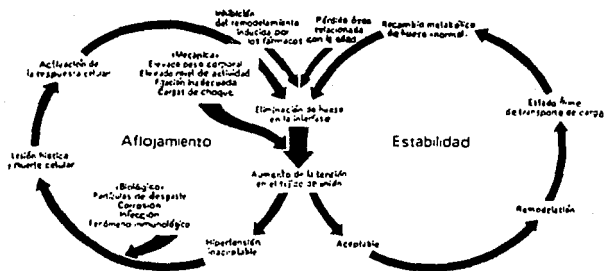 Inhibición
del remodelamiento
inducida por
los fármacos
Pérdida ósea
relacionada
con la edad
Recambio metabólico
de hueso «normal»
«Mecánica»
Elevado peso corporal
Elevado nivel de actividad
Fijación inadecuada
Cargas de choque
Activación de
la respuesta celular
Eliminación de hueso
en la interfase
Estado firme
de transporte de carga
Aflojamiento
Estabilidad
Lesión hística
y muerte celular
Aumento de la tensión
en el tejido de unión
«Biológico»
Partículas de desgaste
Corrosión
Infección
Fenómeno inmunológico
Remodelación
Hipertensión
inaceptable
Aceptable